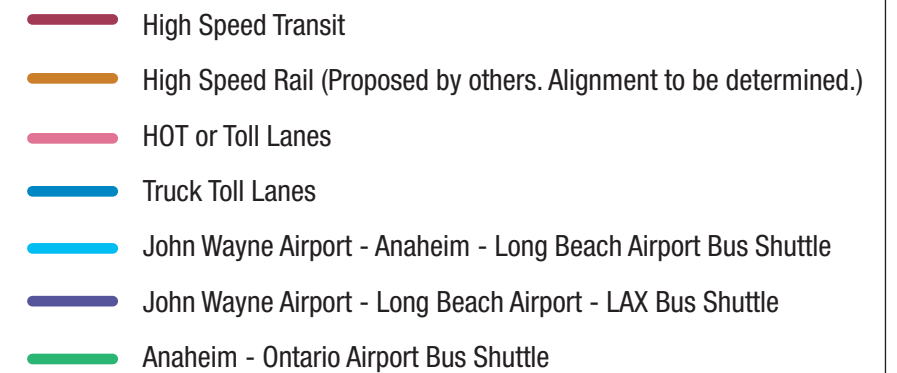 High Speed Transit
High Speed Rail (Proposed by others. Alignment to be determined.)
HOT or Toll Lanes
Truck Toll Lanes
John Wayne Airport - Anaheim - Long Beach Airport Bus Shuttle
John Wayne Airport - Long Beach Airport - LAX Bus Shuttle
Anaheim - Ontario Airport Bus Shuttle